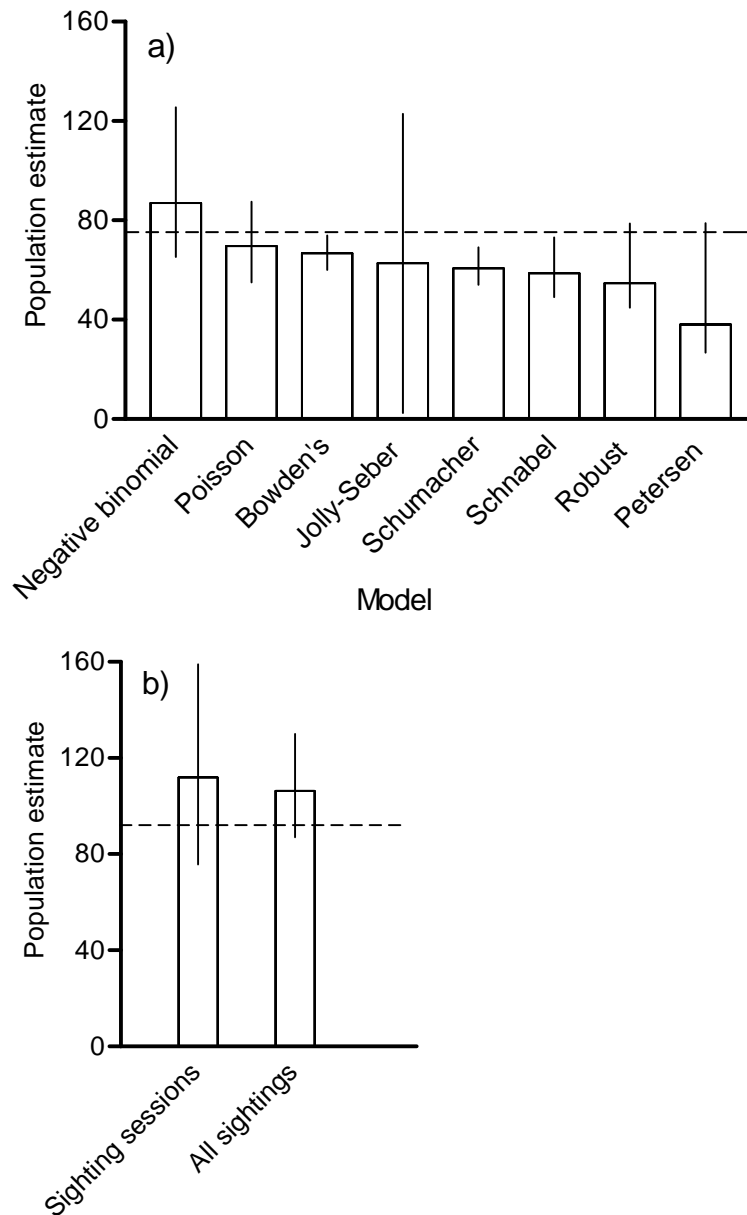 a)
Population estimate
160
120
80
40
0
Negative binomial
Poisson
Bowden's
Jolly-Seber
Schumacher
Schnabel
Robust
Petersen
Model
b)
Population estimate
160
120
80
40
0
Sighting sessions
All sightings